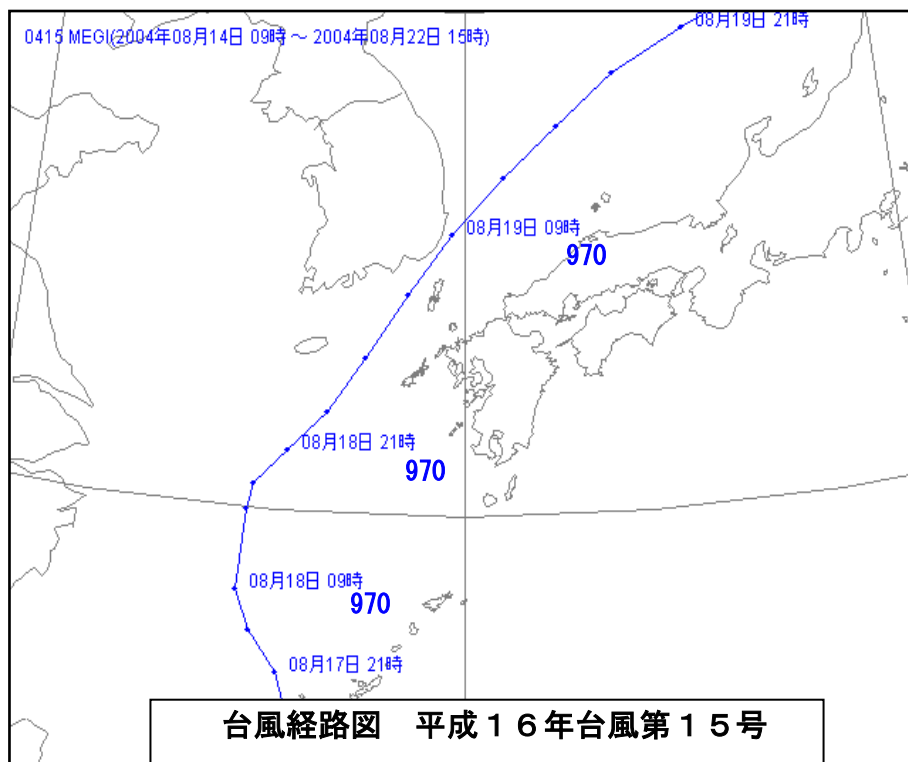 08月19日 21時
0415 MEGI(2004年08月14日 09時 ～ 2004年08月22日 15時)
08月19日 09時
970
08月18日 21時
970
08月18日 09時
970
08月17日 21時
台風経路図　平成１６年台風第１５号